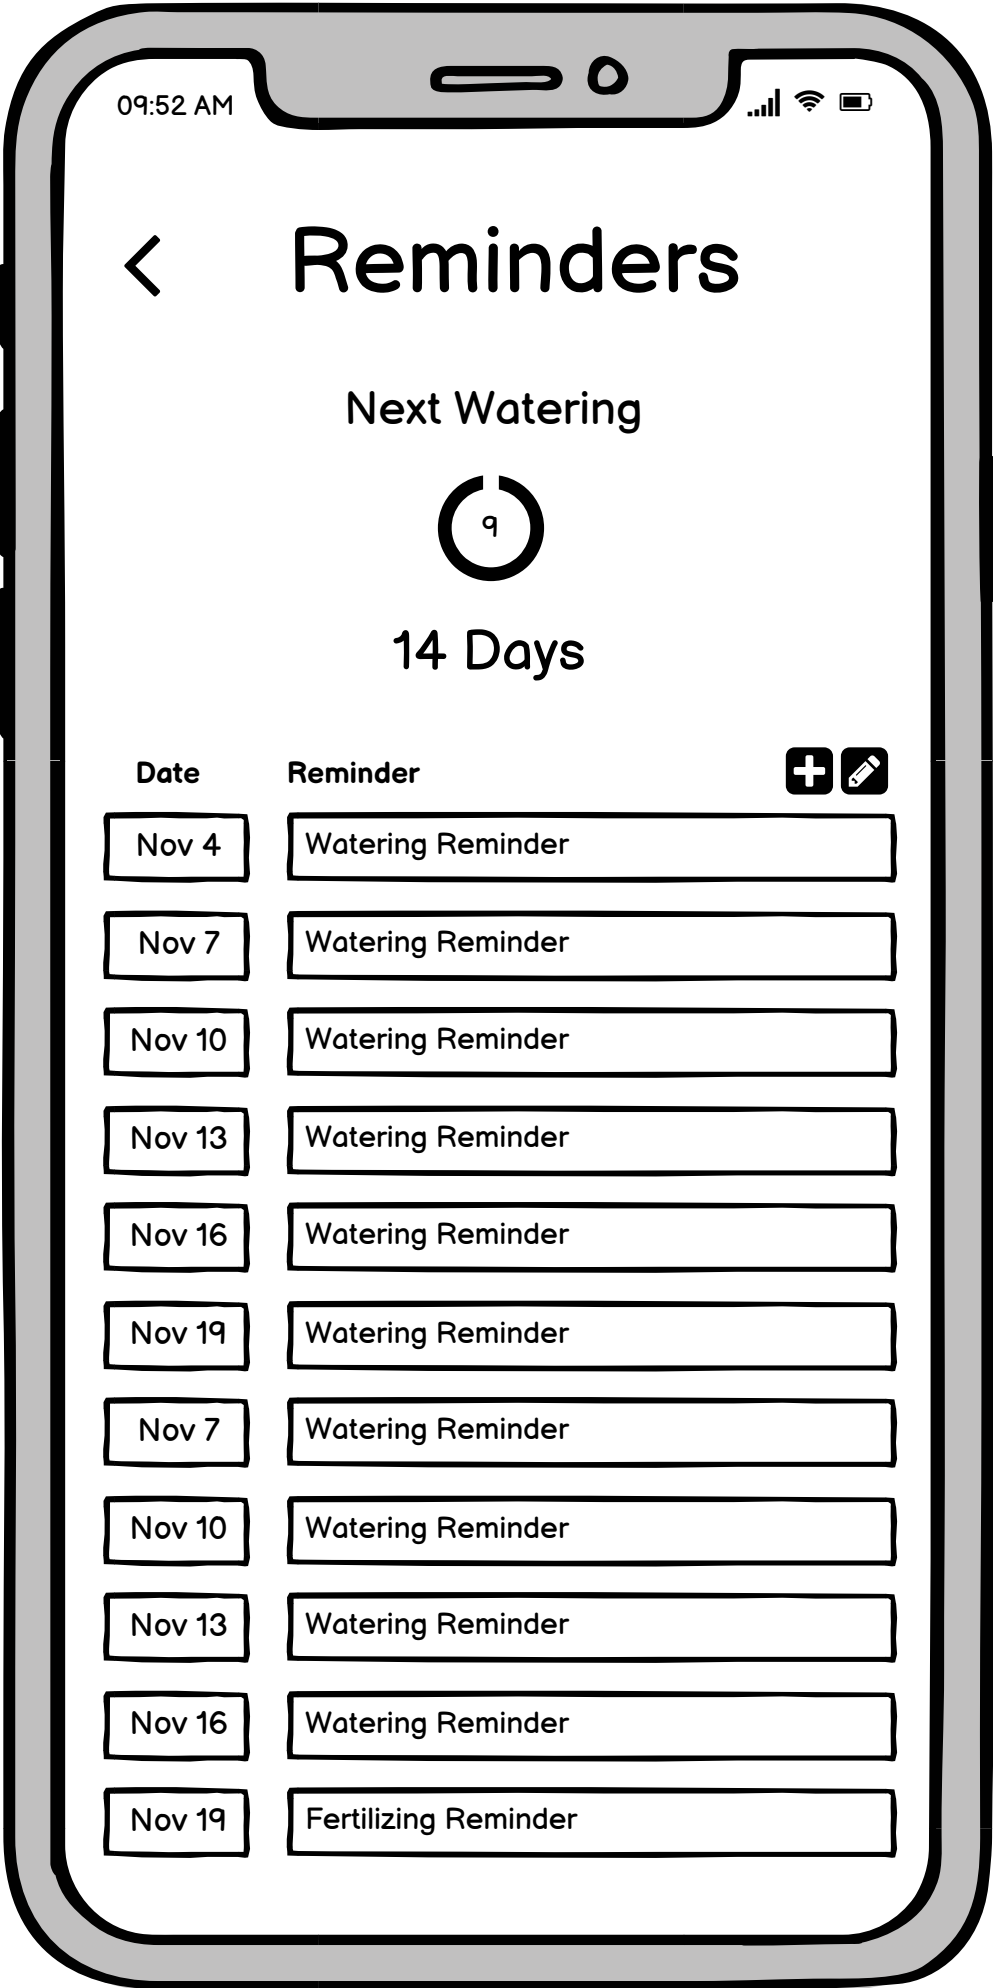 09:52 AM
Reminders
Next Watering
9
14 Days
Date Reminder
Nov 4 Watering Reminder
Nov 7 Watering Reminder
Nov 10 Watering Reminder
Nov 13 Watering Reminder
Nov 16 Watering Reminder
Nov 19 Watering Reminder
Nov 7 Watering Reminder
Nov 10 Watering Reminder
Nov 13 Watering Reminder
Nov 16 Watering Reminder
Nov 19 Fertilizing Reminder